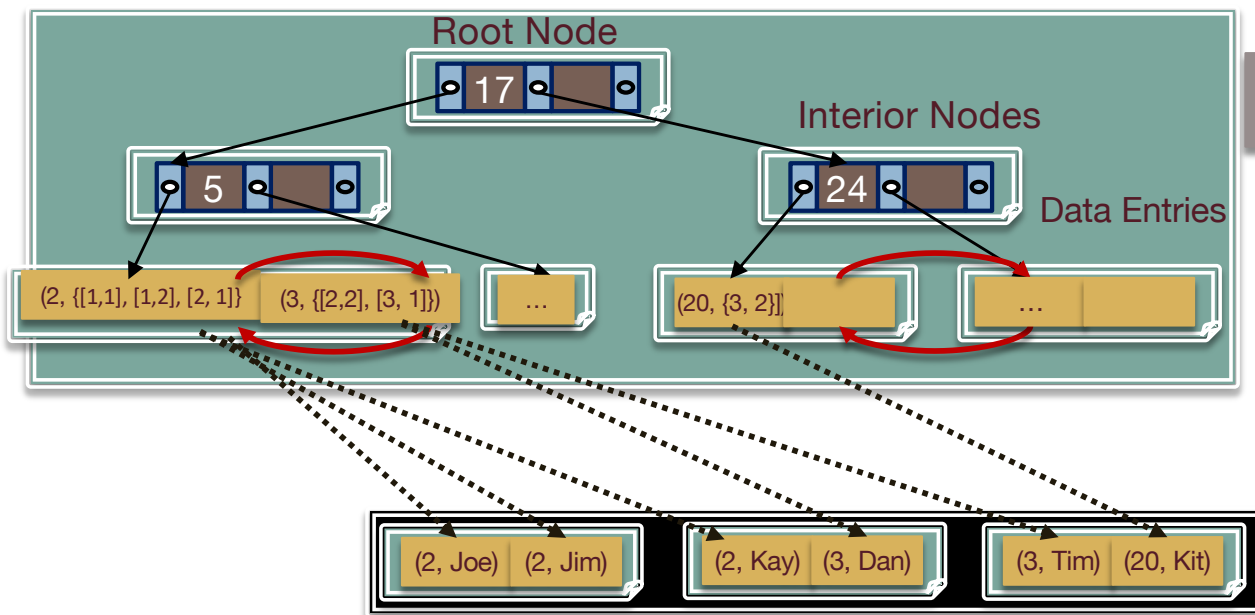 Root Node
17
Interior Nodes
5
24
Data Entries
(2, {[1,1], [1,2], [2, 1]}
(3, {[2,2], [3, 1]})
...
(20, {3, 2}])
...
(2, Joe)
(2, Jim)
(2, Kay)
(3, Dan)
(3, Tim)
(20, Kit)